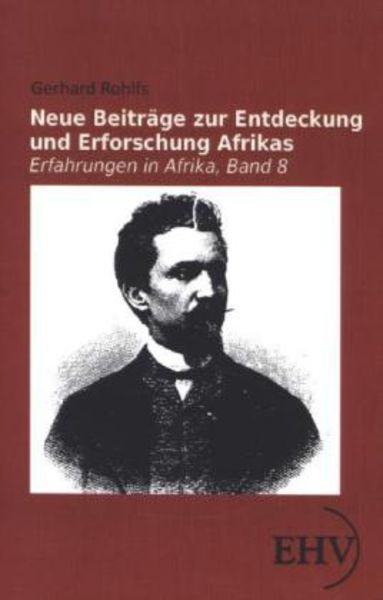 Gerhard Rohlfs
Neue Beiträge zur Entdeckung
und Erforschung Afrikas
Erfahrungen in Afrika, Band 8
EHV